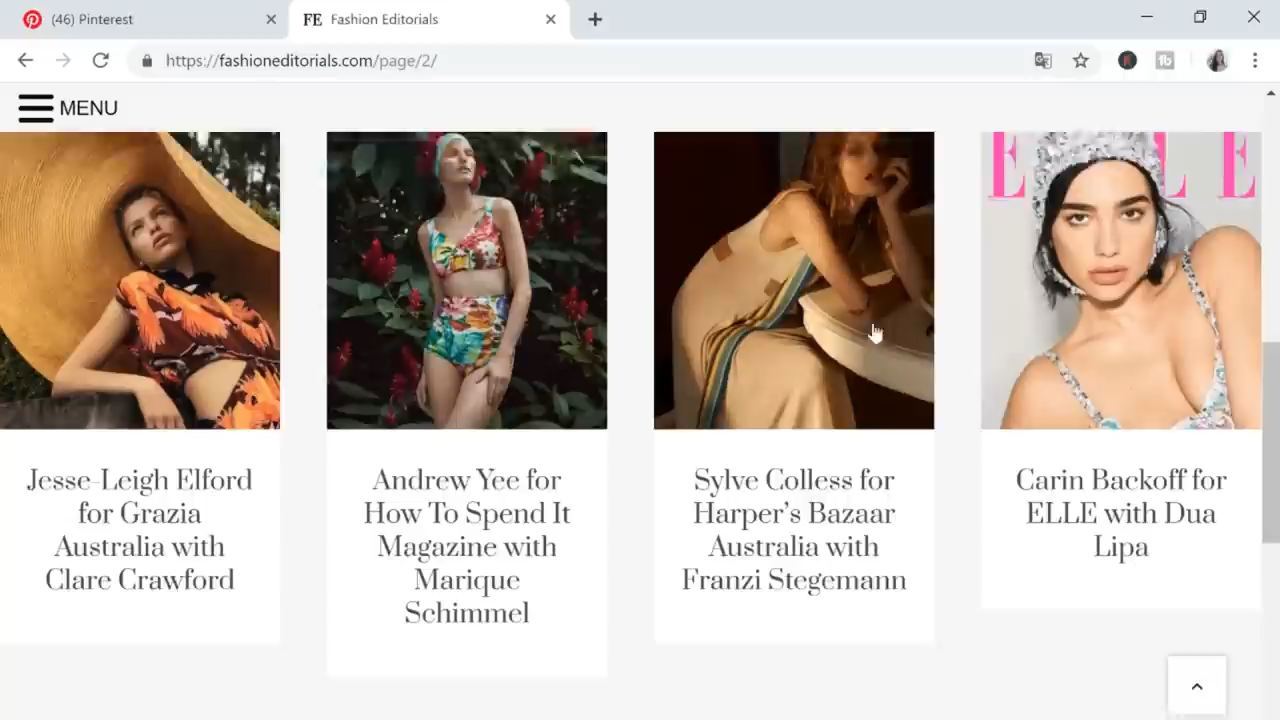 (46) Pinterest
FE Fashion Editorials
https://fashioneditorials.com/page/2/
MENU
E L E
Jesse-Leigh Elford
for Grazia
Australia with
Clare Crawford
Andrew Yee for
How To Spend It
Magazine with
Marique
Schimmel
Sylve Colless for
Harper's Bazaar
Australia with
Franzi Stegemann
Carin Backoff for
ELLE with Dua
Lipa